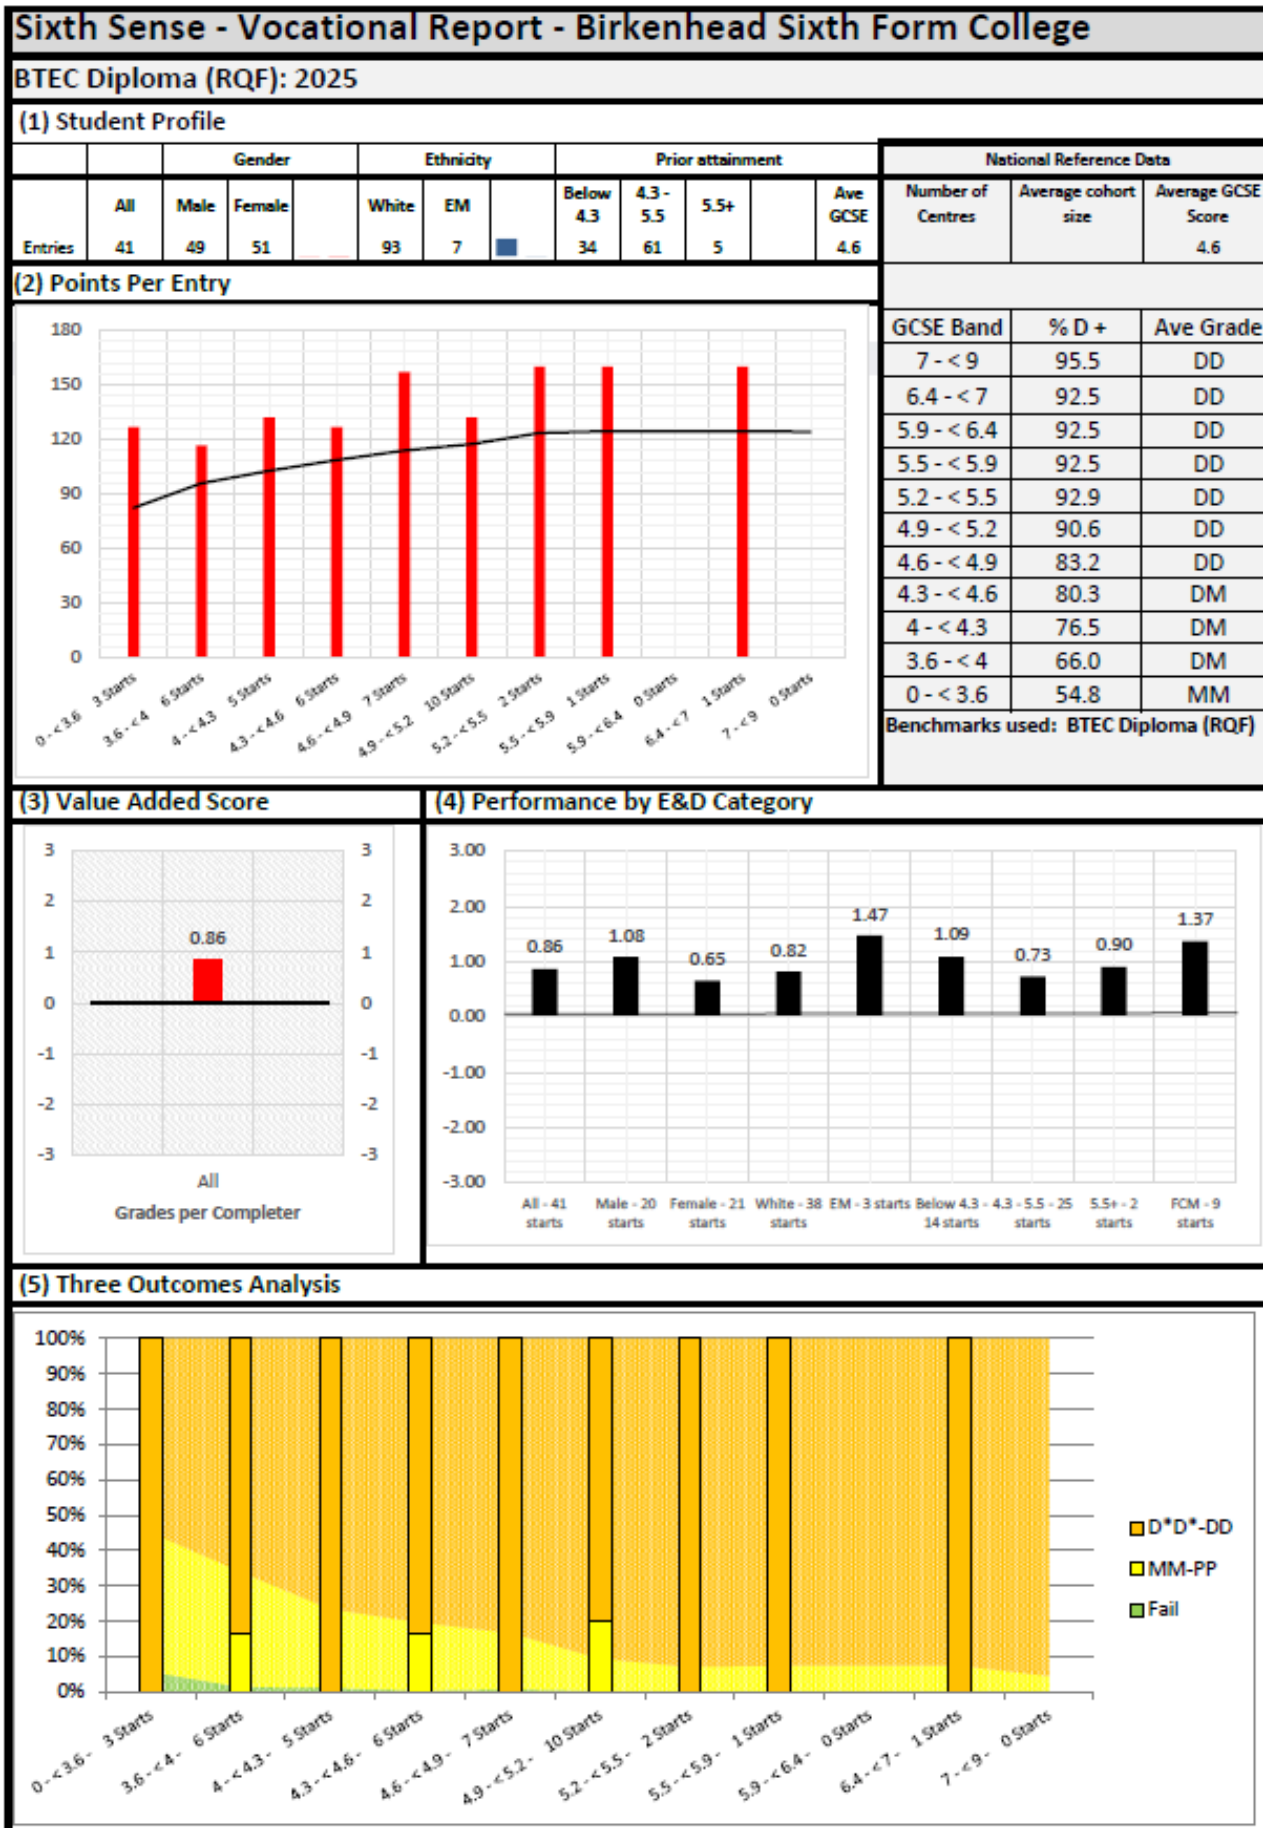 Sixth Sense - Vocational Report - Birkenhead Sixth Form College
BTEC Diploma (RQF): 2025
(1) Student Profile
Gender Ethnicity Prior attainment
All Male Female White EM Below 4.3 4.3 - 5.5 5.5+ Ave GCSE
Entries 41 49 51 93 7 34 61 5 4.6
National Reference Data
Number of Centres Average cohort size Average GCSE Score
4.6
(2) Points Per Entry
180
150
120
90
60
30
0
0 - < 3.6 3 Starts
3.6 - < 4 6 Starts
4 - < 4.3 5 Starts
4.3 - < 4.6 6 Starts
4.6 - < 4.9 7 Starts
4.9 - < 5.2 10 Starts
5.2 - < 5.5 2 Starts
5.5 - < 5.9 1 Starts
5.9 - < 6.4 0 Starts
6.4 - < 7 1 Starts
7 - < 9 0 Starts
GCSE Band % D + Ave Grade
7 - < 9 95.5 DD
6.4 - < 7 92.5 DD
5.9 - < 6.4 92.5 DD
5.5 - < 5.9 92.5 DD
5.2 - < 5.5 92.9 DD
4.9 - < 5.2 90.6 DD
4.6 - < 4.9 83.2 DD
4.3 - < 4.6 80.3 DM
4 - < 4.3 76.5 DM
3.6 - < 4 66.0 DM
0 - < 3.6 54.8 MM
Benchmarks used: BTEC Diploma (RQF)
(3) Value Added Score
3 3
2 2
0.86
1 1
0 0
-1 -1
-2 -2
-3 -3
All
Grades per Completer
(4) Performance by E&D Category
3.00
2.00
1.00
0.00
-1.00
-2.00
-3.00
0.86 1.08 0.65 0.82 1.47 1.09 0.73 0.90 1.37
All - 41 starts
Male - 20 starts
Female - 21 starts
White - 38 starts
EM - 3 starts
Below 4.3 - 14 starts
4.3 - 5.5 - 25 starts
5.5+ - 2 starts
FCM - 9 starts
(5) Three Outcomes Analysis
100%
90%
80%
70%
60%
50%
40%
30%
20%
10%
0%
D*D*-DD
MM-PP
Fail
0 - < 3.6 - 3 Starts
3.6 - < 4 - 6 Starts
4 - < 4.3 - 5 Starts
4.3 - < 4.6 - 6 Starts
4.6 - < 4.9 - 7 Starts
4.9 - < 5.2 - 10 Starts
5.2 - < 5.5 - 2 Starts
5.5 - < 5.9 - 1 Starts
5.9 - < 6.4 - 0 Starts
6.4 - < 7 - 1 Starts
7 - < 9 - 0 Starts